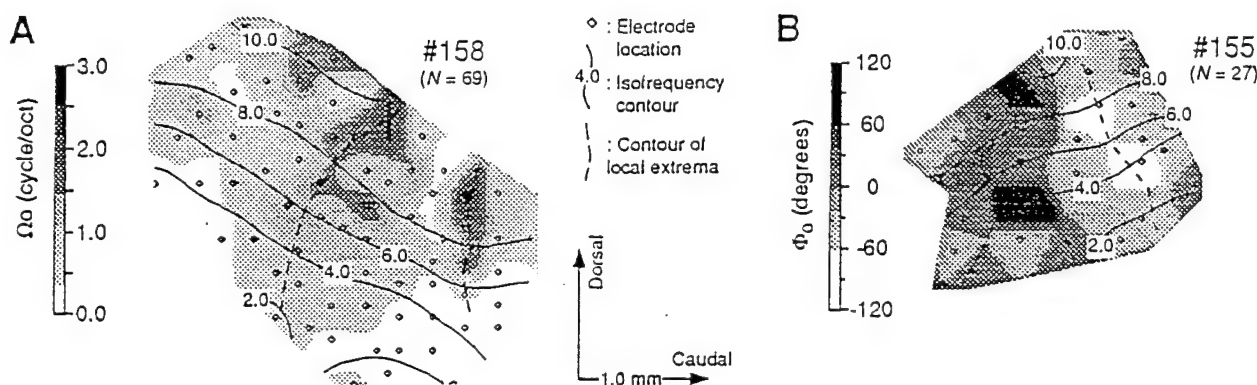 A
#158
(N = 69)
3.0
2.0
1.0
0.0
Ωo (cycle/oct)
10.0
8.0
6.0
4.0
2.0
: Electrode
location
4.0
: Isofrequency
contour
: Contour of
local extrema
Dorsal
Caudal
1.0 mm
B
#155
(N = 27)
120
60
0
-60
-120
Φo (degrees)
10.0
8.0
6.0
4.0
2.0